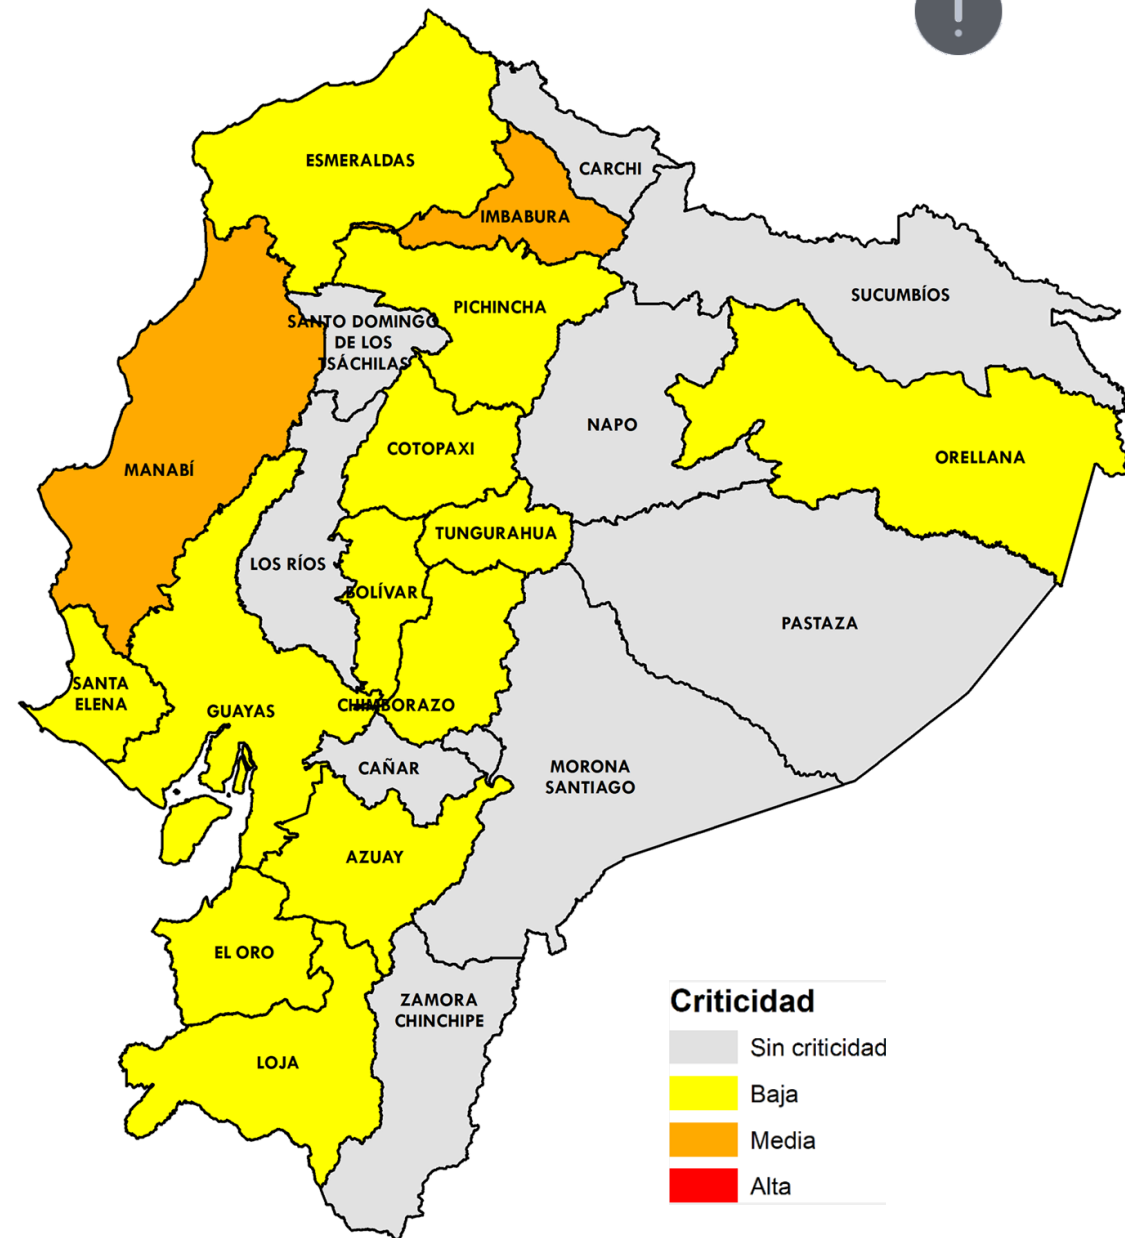 !
ESMERALDAS
CARCHI
IMBABURA
SUCUMBÍOS
PICHINCHA
SANTO DOMINGO
DE LOS
TSÁCHILAS
NAPO
COTOPAXI
ORELLANA
MANABÍ
TUNGURAHUA
LOS RÍOS
BOLÍVAR
PASTAZA
SANTA
ELENA
GUAYAS
CHIMBORAZO
CAÑAR
MORONA
SANTIAGO
AZUAY
EL ORO
ZAMORA
CHINCHIPE
LOJA
Criticidad
Sin criticidad
Baja
Media
Alta